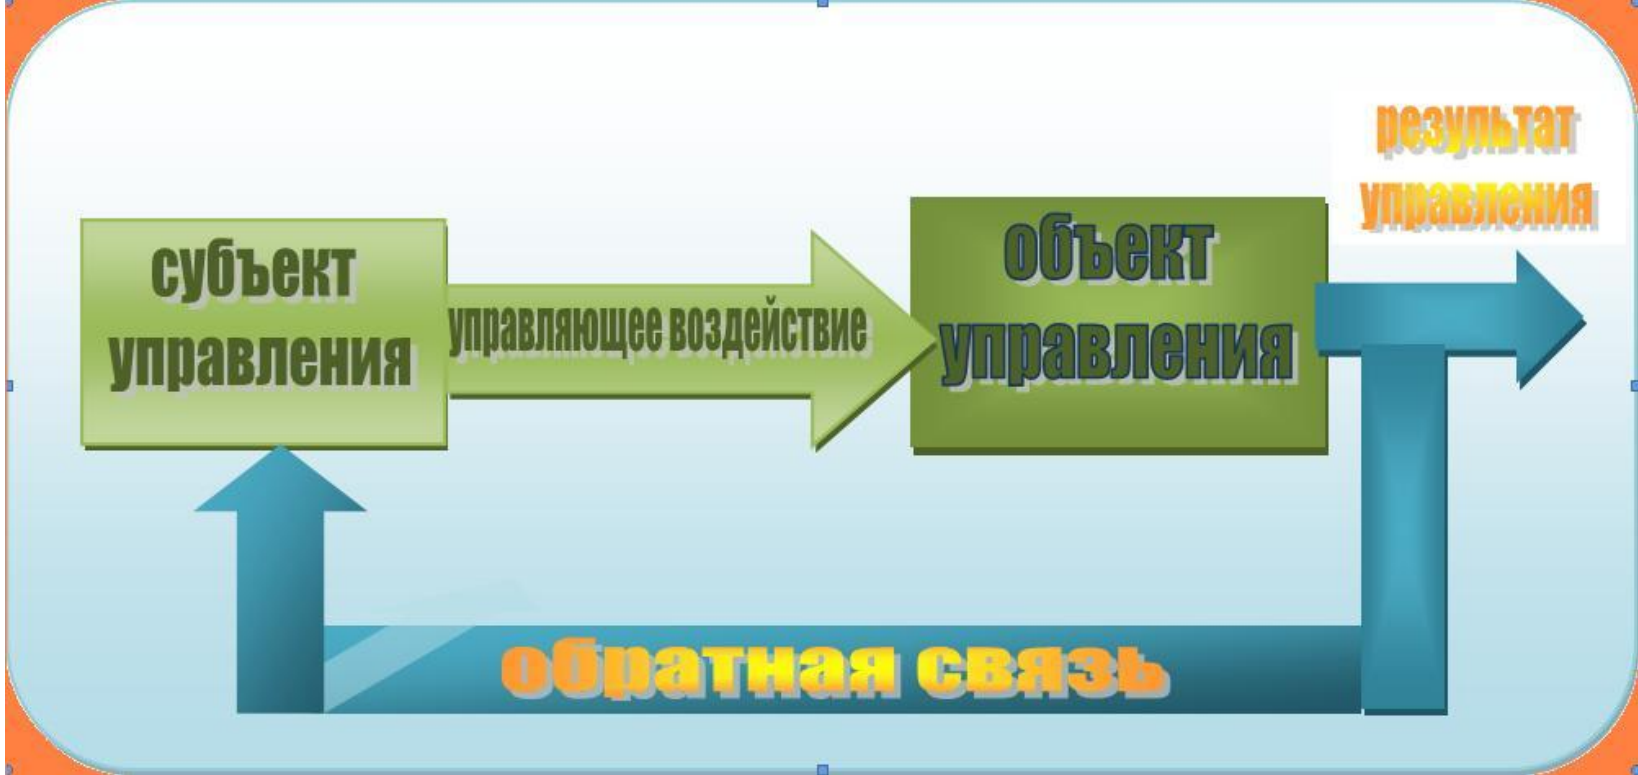 результат
управления
субъект
управления
управляющее воздействие
объект
управления
обратная связь